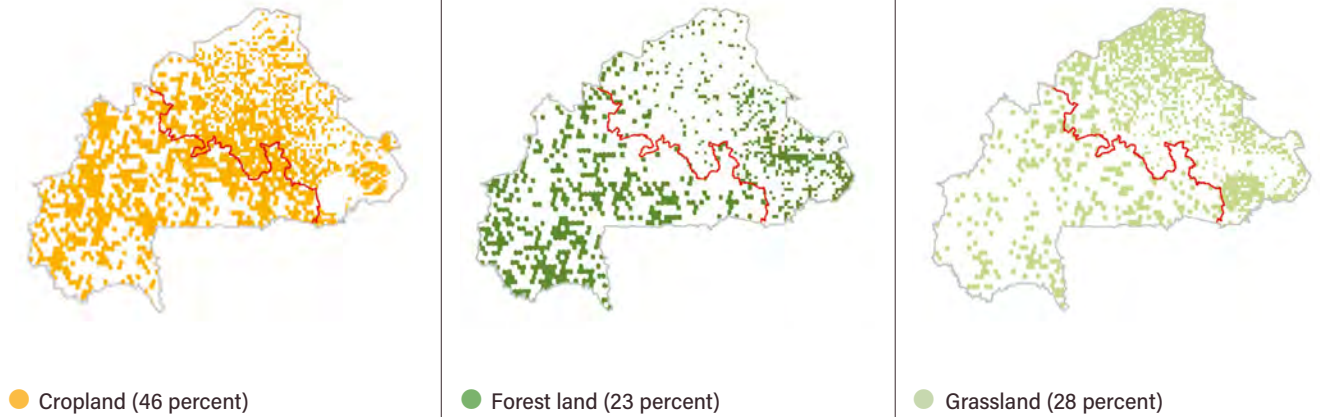 Cropland (46 percent)
Forest land (23 percent)
Grassland (28 percent)